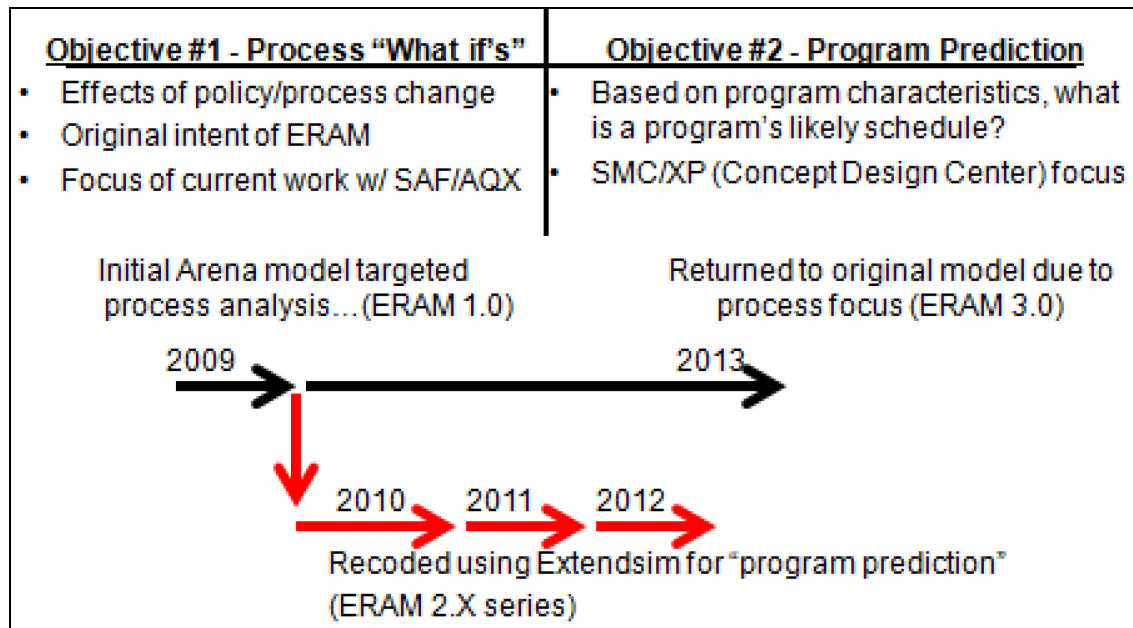 Objective #1 - Process “What if's”
• Effects of policy/process change
• Original intent of ERAM
• Focus of current work w/ SAF/AQX
Objective #2 - Program Prediction
• Based on program characteristics, what
is a program's likely schedule?
• SMC/XP (Concept Design Center) focus
Initial Arena model targeted
process analysis…(ERAM 1.0)
Returned to original model due to
process focus (ERAM 3.0)
2009
2013
2010
2011
2012
Recoded using Extendsim for “program prediction”
(ERAM 2.X series)